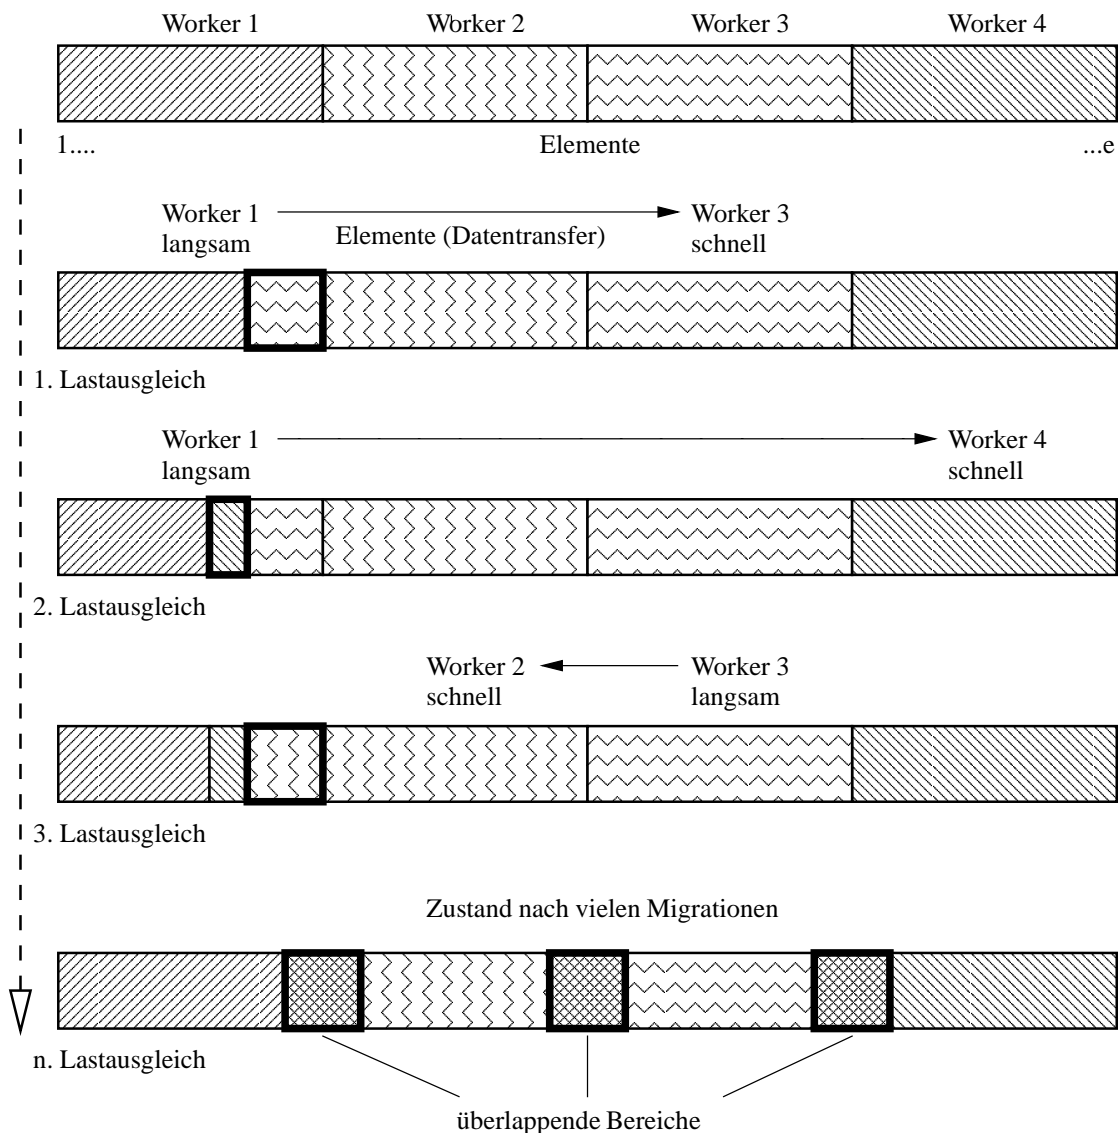 Worker 1 Worker 2 Worker 3 Worker 4
1.... Elemente ...e
Worker 1 Worker 3
langsam Elemente (Datentransfer) schnell
1. Lastausgleich
Worker 1 Worker 4
langsam schnell
2. Lastausgleich
Worker 2 Worker 3
schnell langsam
3. Lastausgleich
Zustand nach vielen Migrationen
n. Lastausgleich
überlappende Bereiche